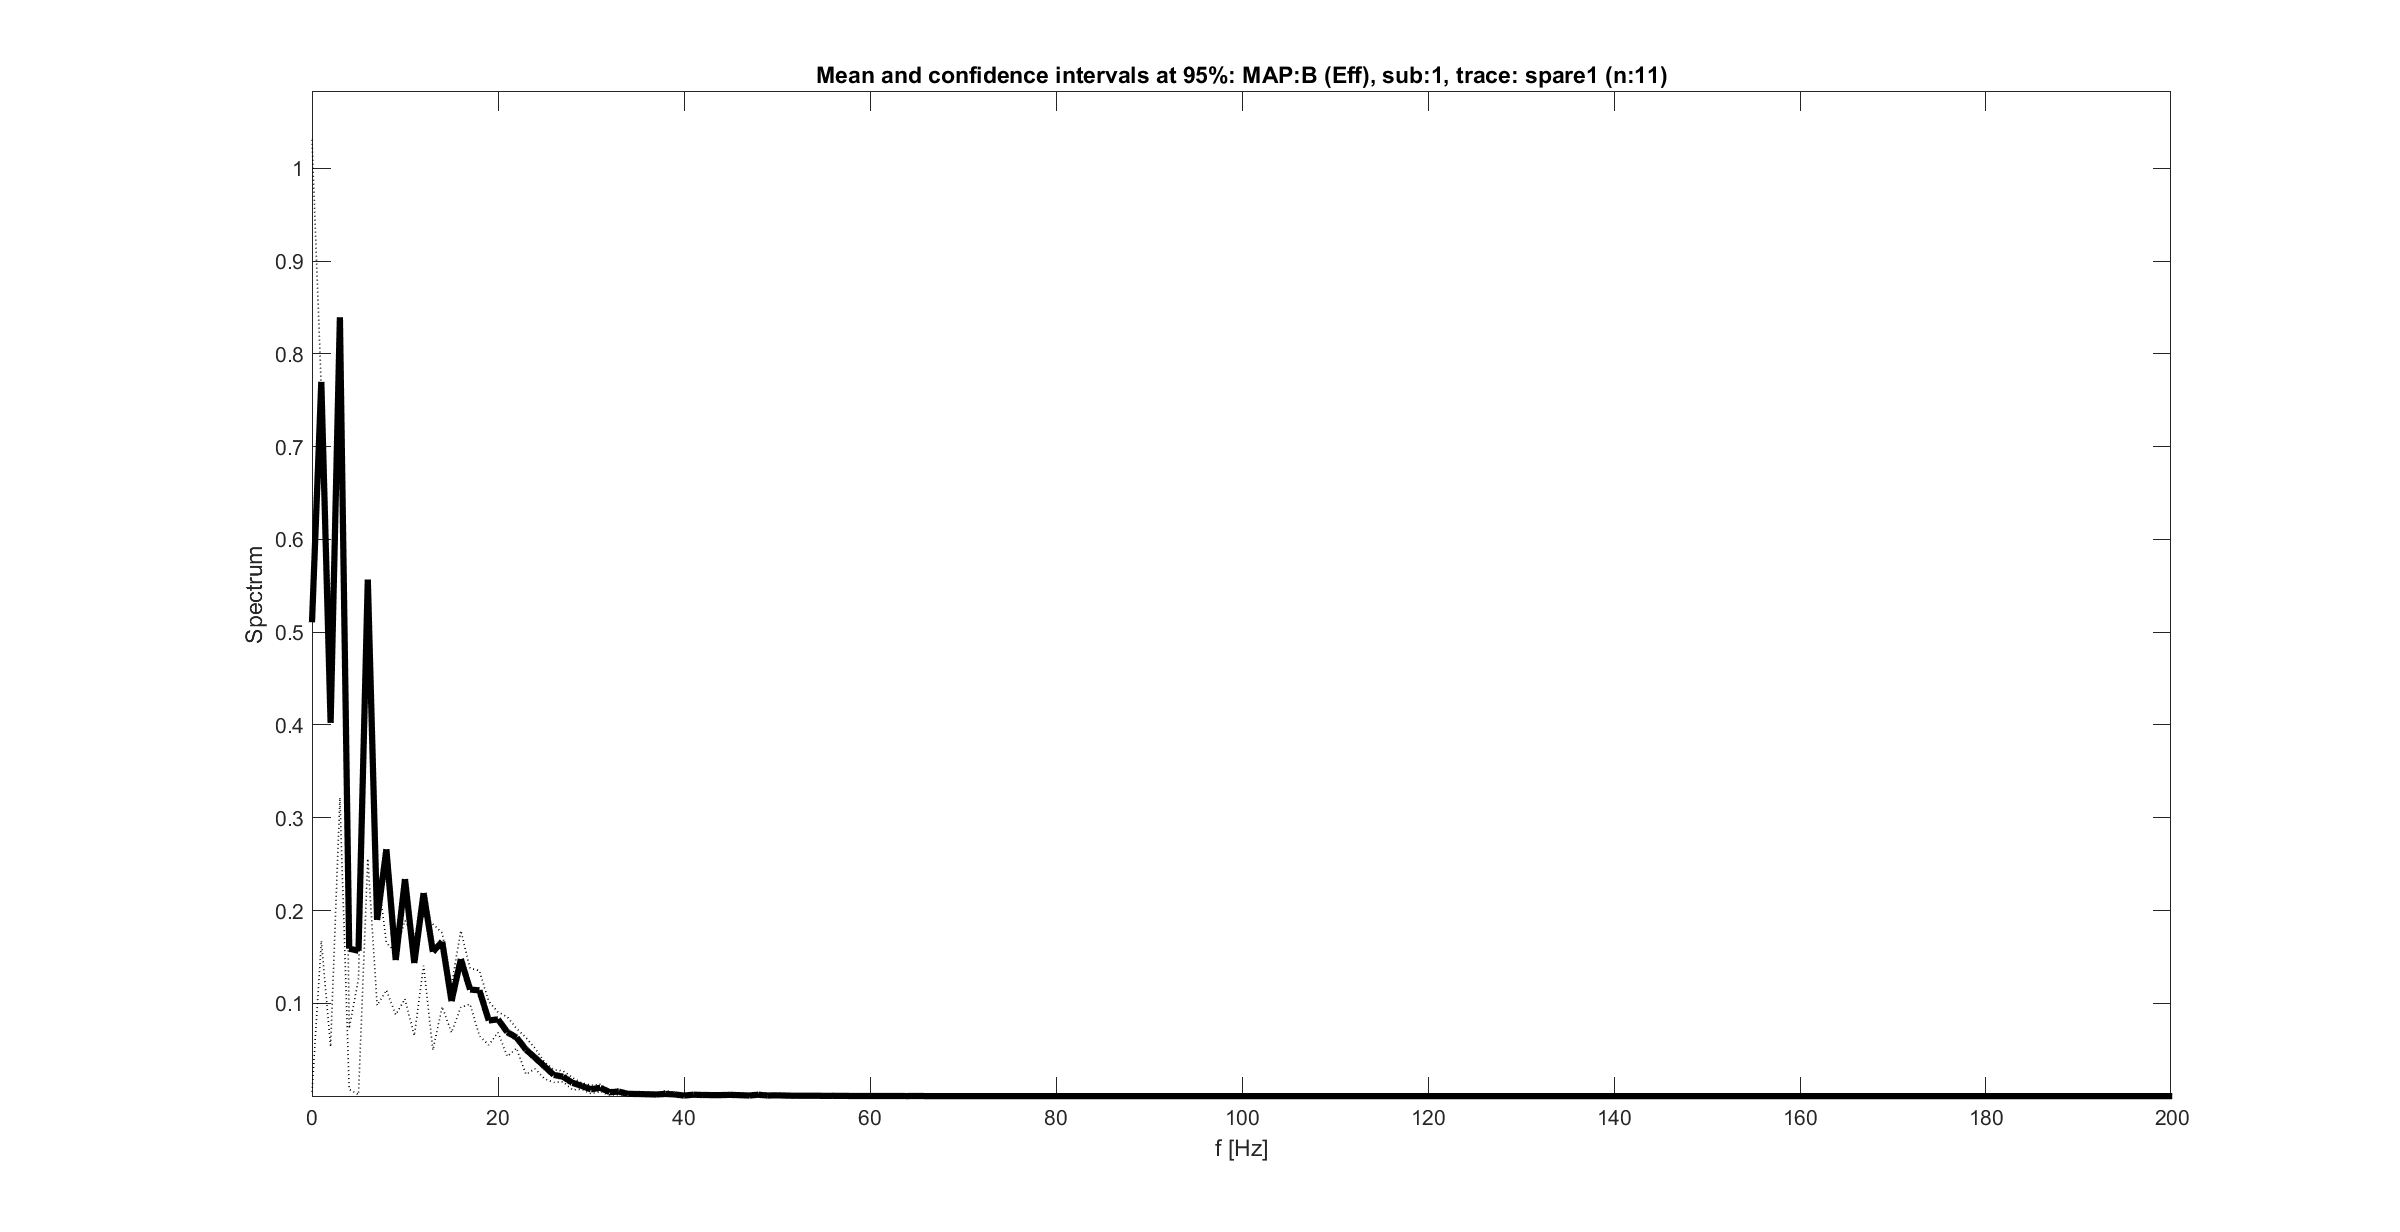 Mean and confidence intervals at 95%: MAP:B (Eff), sub:1, trace: spare1 (n:11)
1
0.9
0.8
0.7
0.6
0.5
0.4
0.3
0.2
0.1
Spectrum
0 20 40 60 80 100 120 140 160 180 200
f [Hz]